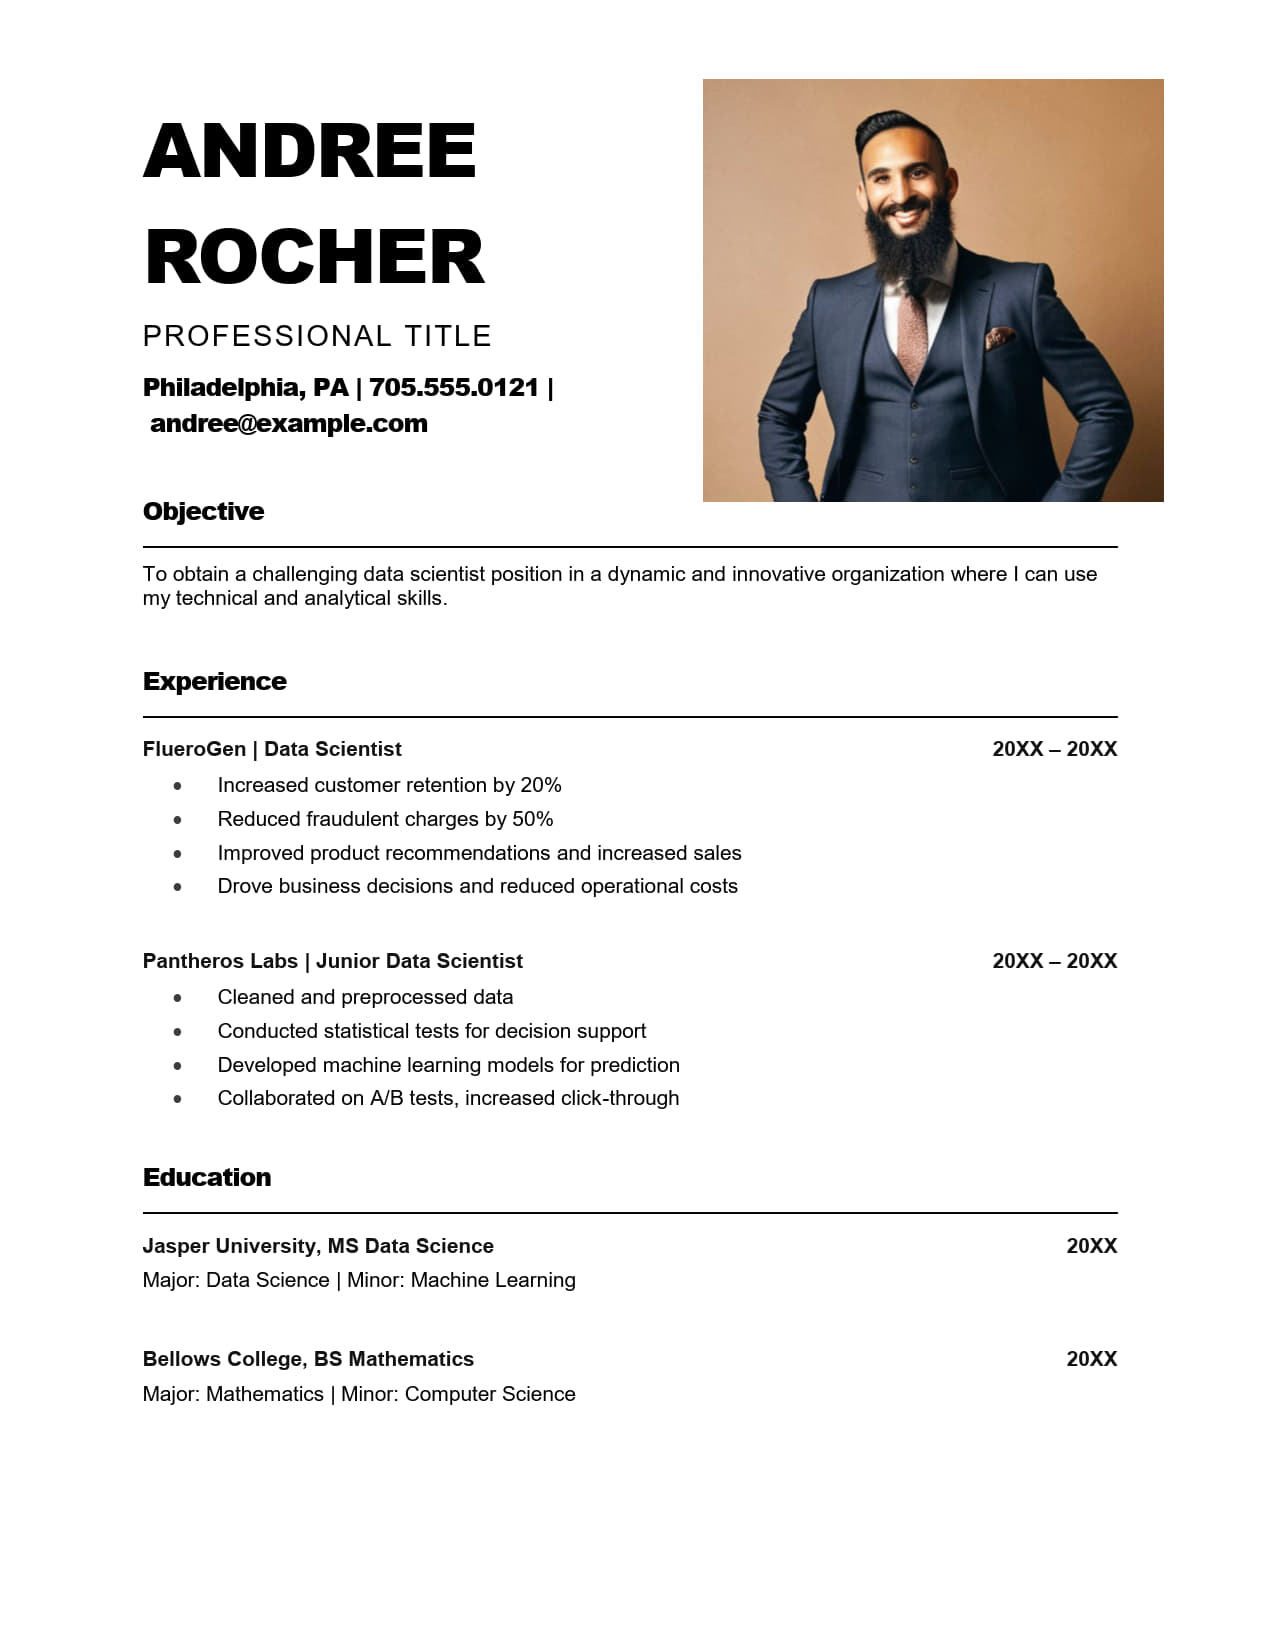 ANDREE
ROCHER
PROFESSIONAL TITLE
Philadelphia, PA | 705.555.0121 |
andree@example.com
Objective
To obtain a challenging data scientist position in a dynamic and innovative organization where I can use
my technical and analytical skills.
Experience
FlueroGen | Data Scientist 20XX – 20XX
• Increased customer retention by 20%
• Reduced fraudulent charges by 50%
• Improved product recommendations and increased sales
• Drove business decisions and reduced operational costs
Pantheros Labs | Junior Data Scientist 20XX – 20XX
• Cleaned and preprocessed data
• Conducted statistical tests for decision support
• Developed machine learning models for prediction
• Collaborated on A/B tests, increased click-through
Education
Jasper University, MS Data Science 20XX
Major: Data Science | Minor: Machine Learning
Bellows College, BS Mathematics 20XX
Major: Mathematics | Minor: Computer Science